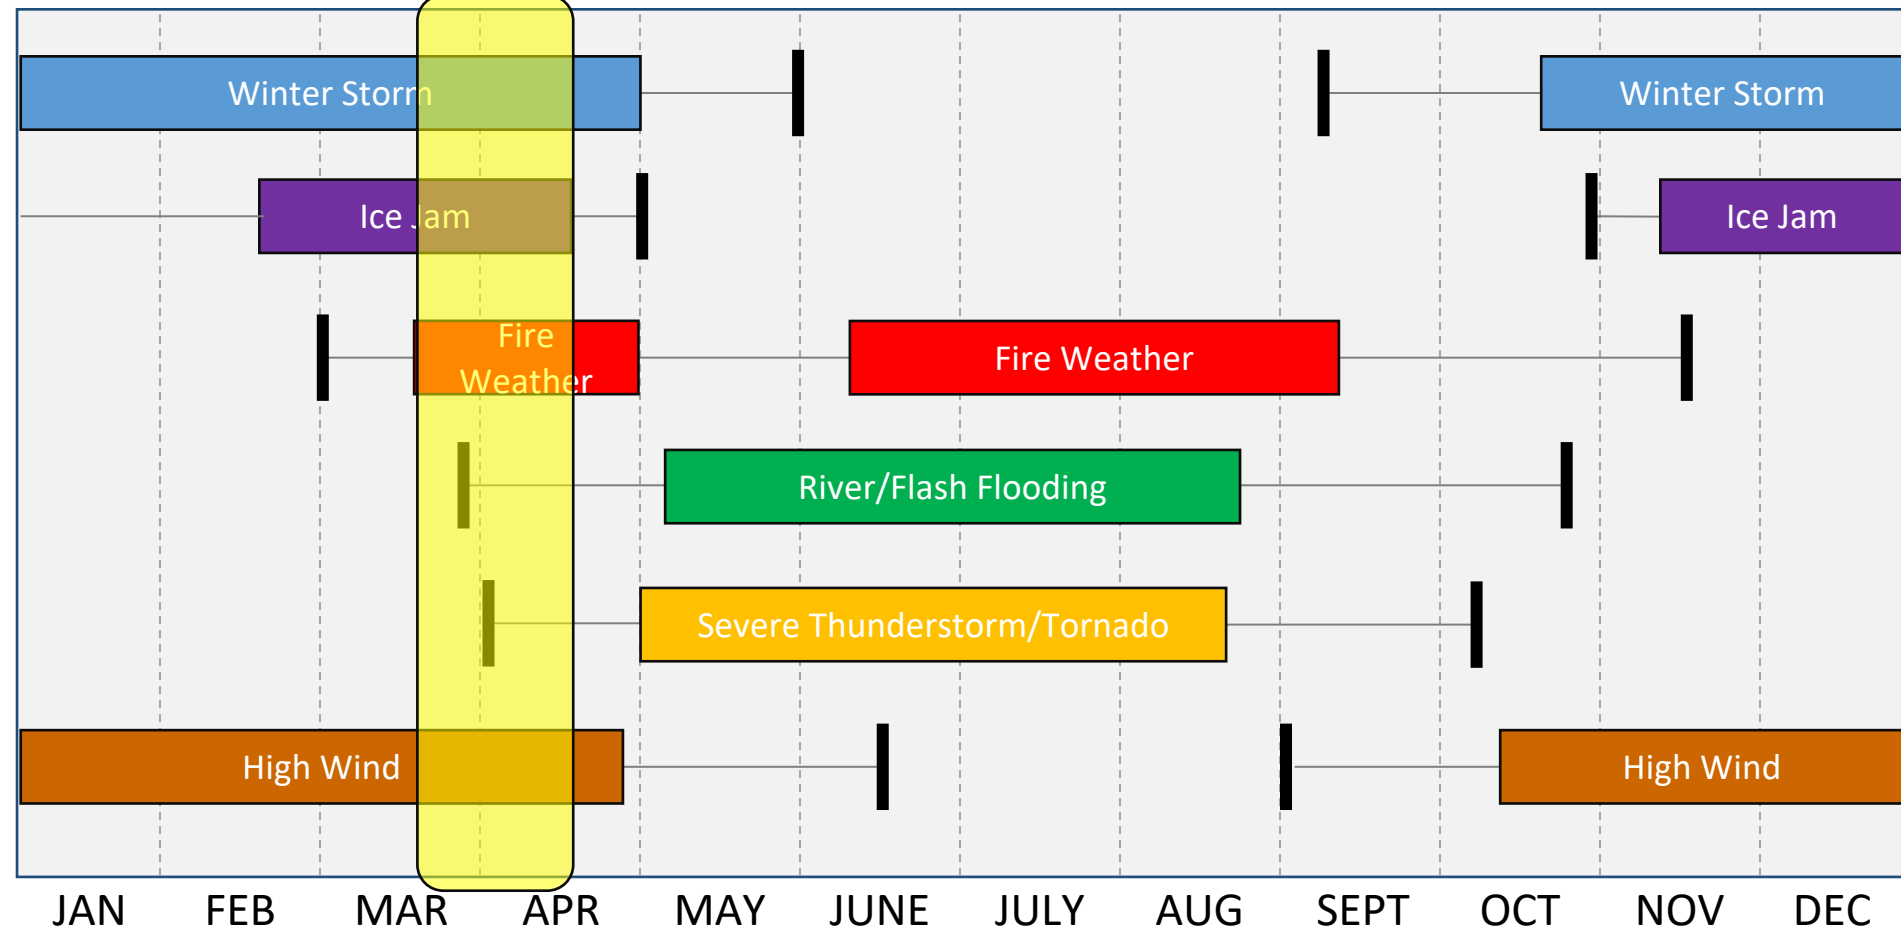 Winter Storm
Winter Storm
Ice Jam
Ice Jam
Fire
Weather
Fire Weather
River/Flash Flooding
Severe Thunderstorm/Tornado
High Wind
High Wind
JAN FEB MAR APR MAY JUNE JULY AUG SEPT OCT NOV DEC